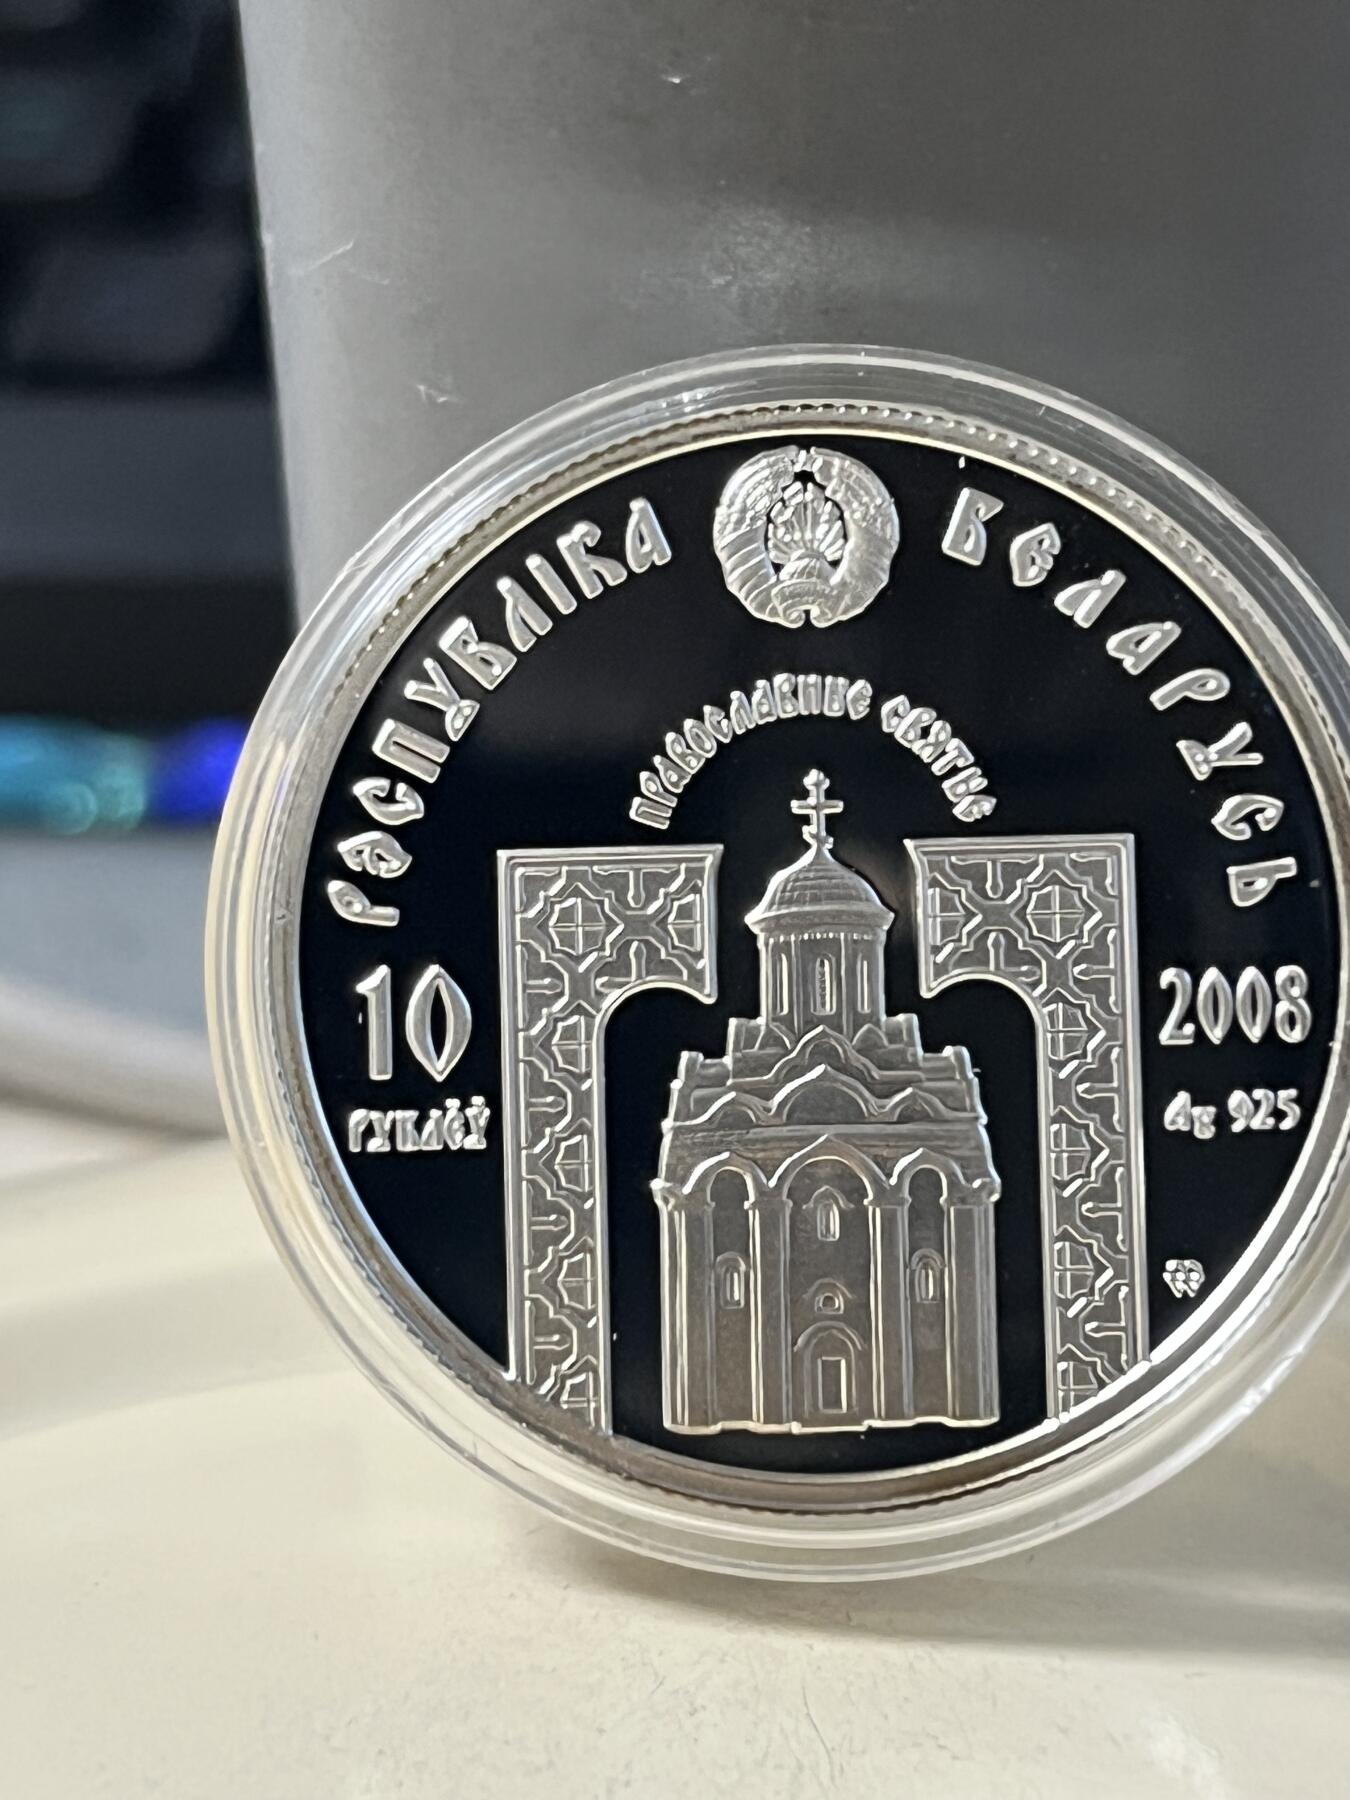 РЭСПУБЛІКА БЕЛАРУСЬ
ПРАВОСЛАВНЫЕ СВЯТЫЕ
10
РУБЛЁЎ
2008
Ag 925